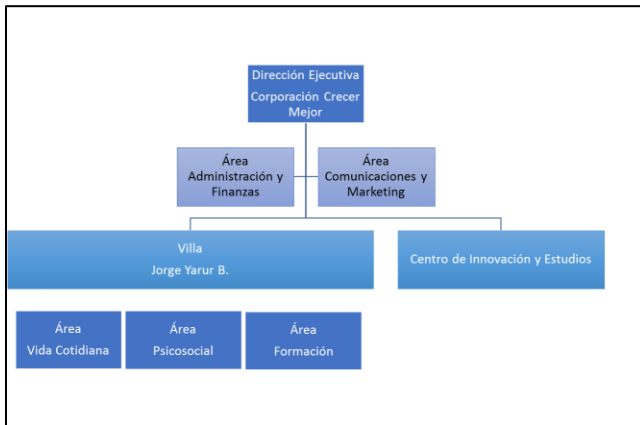 Dirección Ejecutiva
Corporación Crecer
Mejor
Área
Administración y
Finanzas
Área
Comunicaciones y
Marketing
Villa
Jorge Yarur B.
Centro de Innovación y Estudios
Área
Vida Cotidiana
Área
Psicosocial
Área
Formación